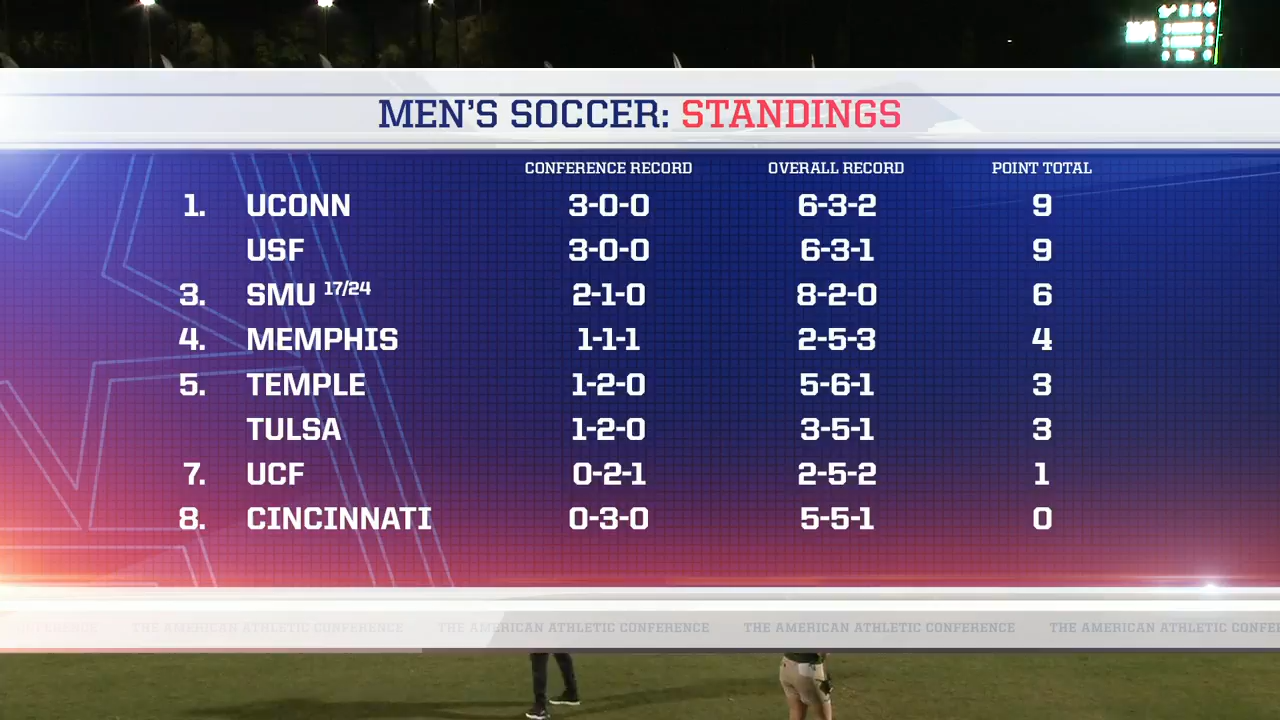 MEN'S SOCCER: STANDINGS
CONFERENCE RECORD OVERALL RECORD POINT TOTAL
1. UCONN 3-0-0 6-3-2 9
USF 3-0-0 6-3-1 9
3. SMU 17/24 2-1-0 8-2-0 6
4. MEMPHIS 1-1-1 2-5-3 4
5. TEMPLE 1-2-0 5-6-1 3
TULSA 1-2-0 3-5-1 3
7. UCF 0-2-1 2-5-2 1
8. CINCINNATI 0-3-0 5-5-1 0
THE AMERICAN ATHLETIC CONFERENCE THE AMERICAN ATHLETIC CONFERENCE THE AMERICAN ATHLETIC CONFERENCE THE AMERICAN ATHLETIC CONFE